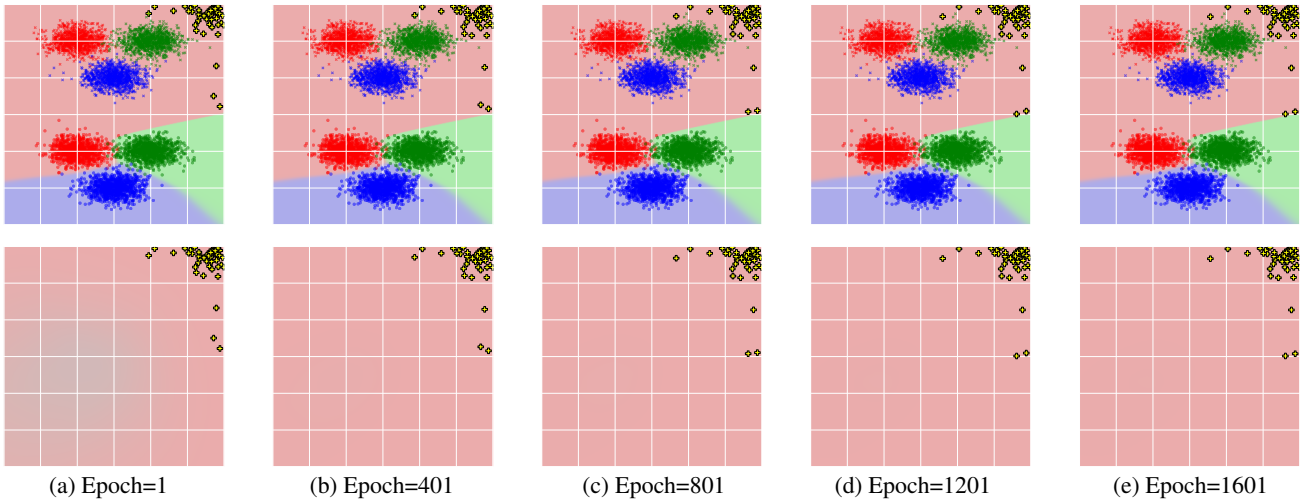 (a) Epoch=1
(b) Epoch=401
(c) Epoch=801
(d) Epoch=1201
(e) Epoch=1601